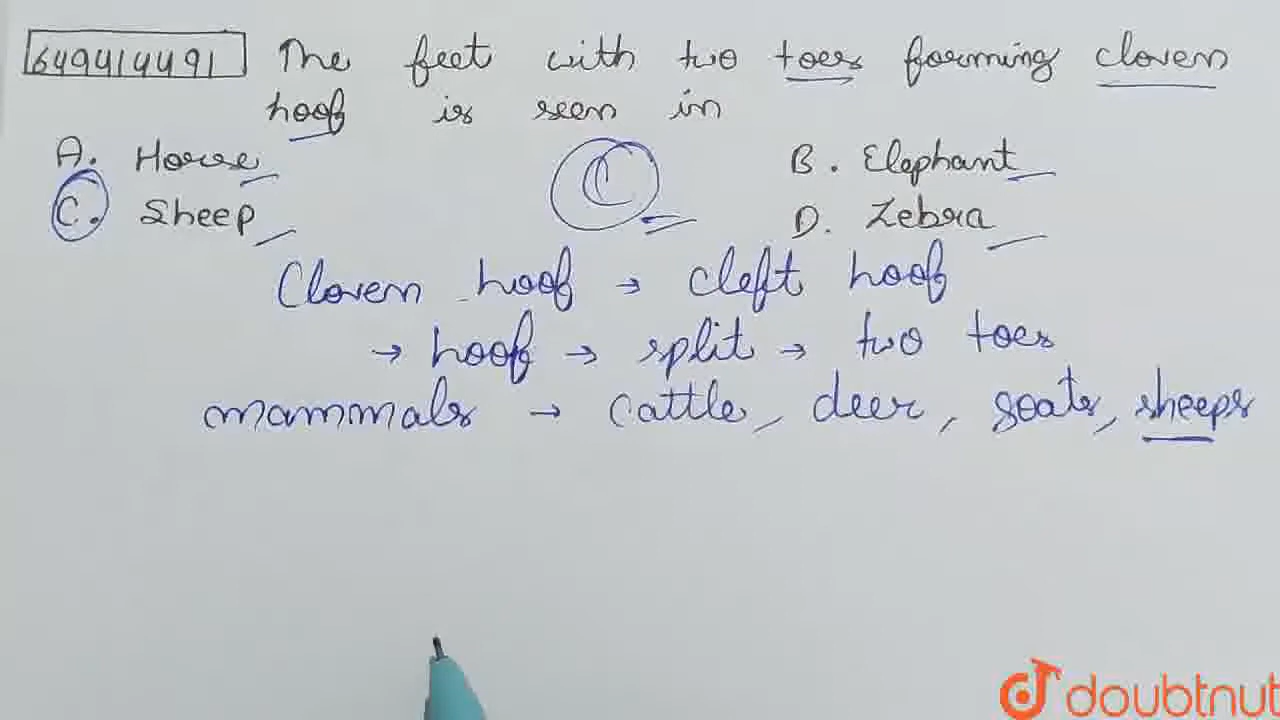 649414491 The feet with two toes forming cloven
hoof is seen in
A. Horse B. Elephant
C. Sheep C D. Zebra
Cloven hoof → cleft hoof
→ hoof → split → two toes
mammals → cattle, deer, goats, sheeps
doubtnut